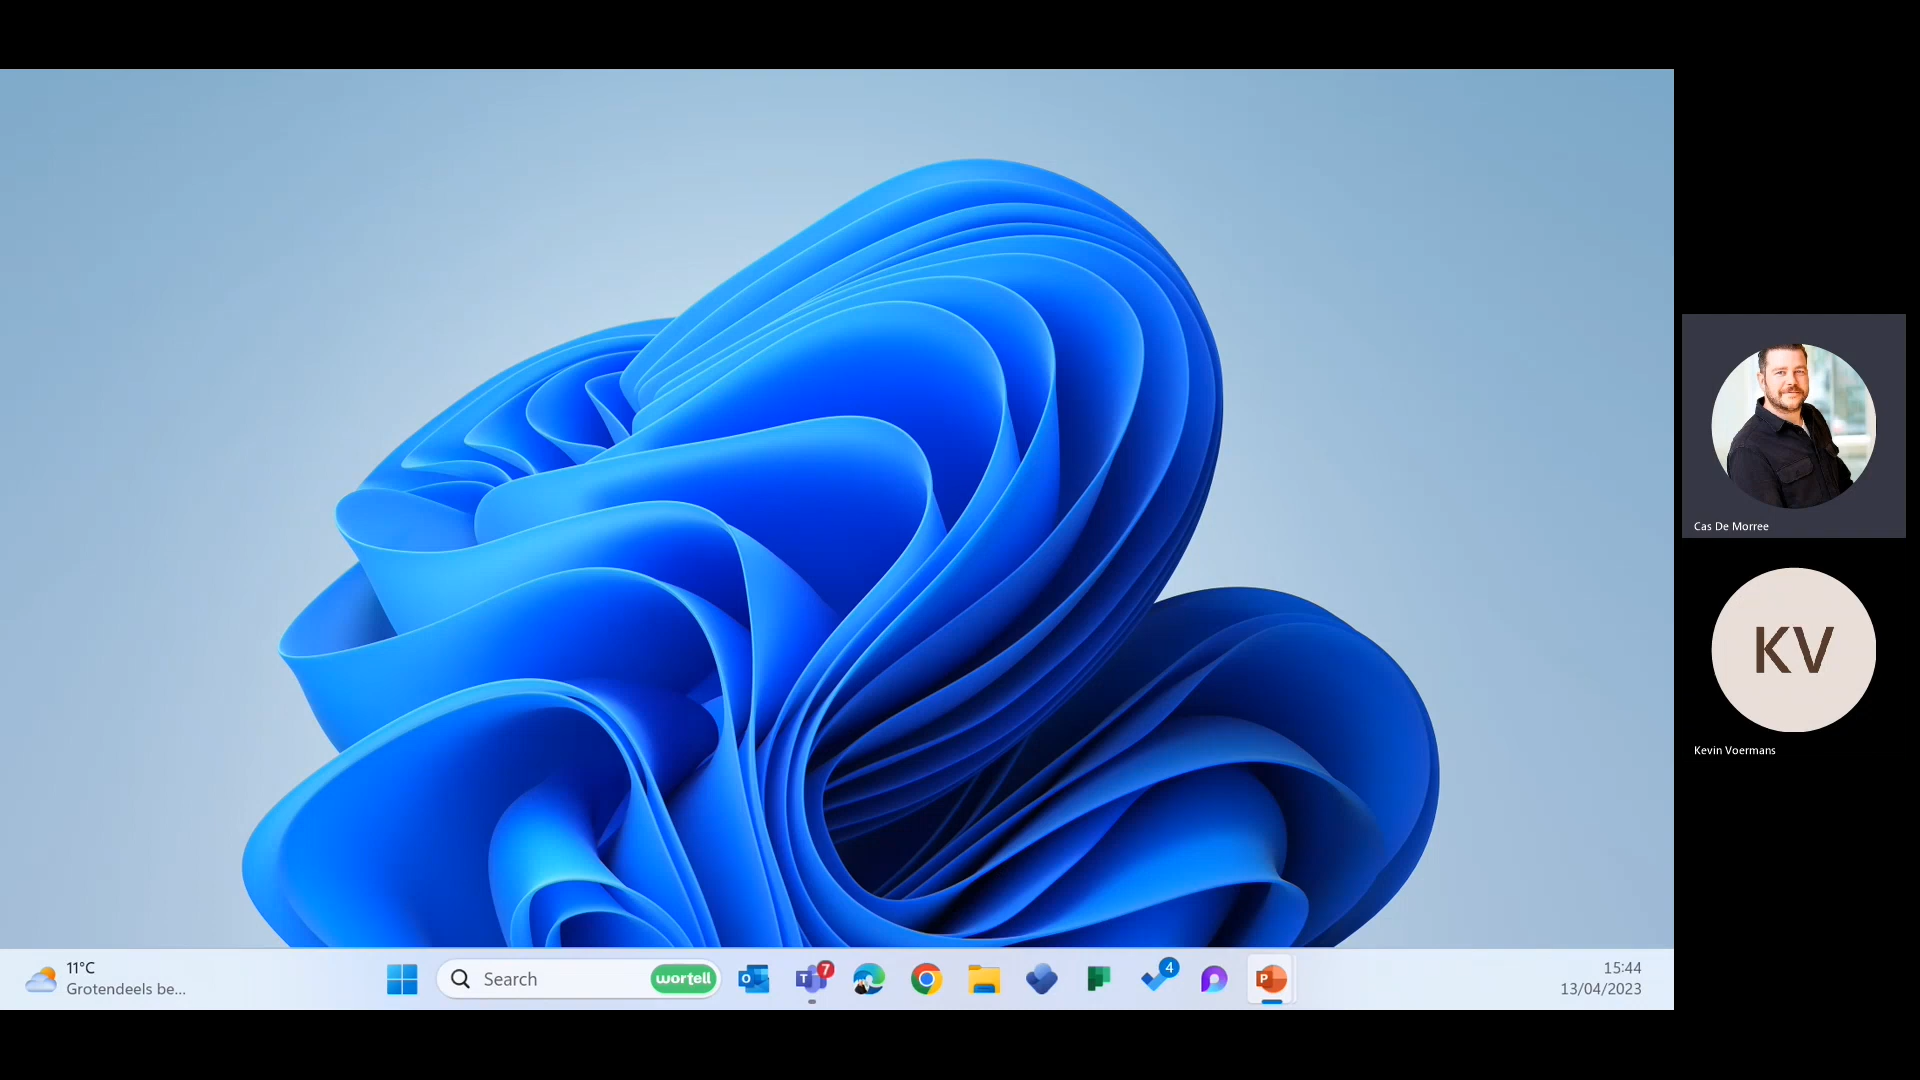 Cas De Morree
KV
Kevin Voermans
11°C
Grotendeels be...
Search
wortell
7
4
15:44
13/04/2023